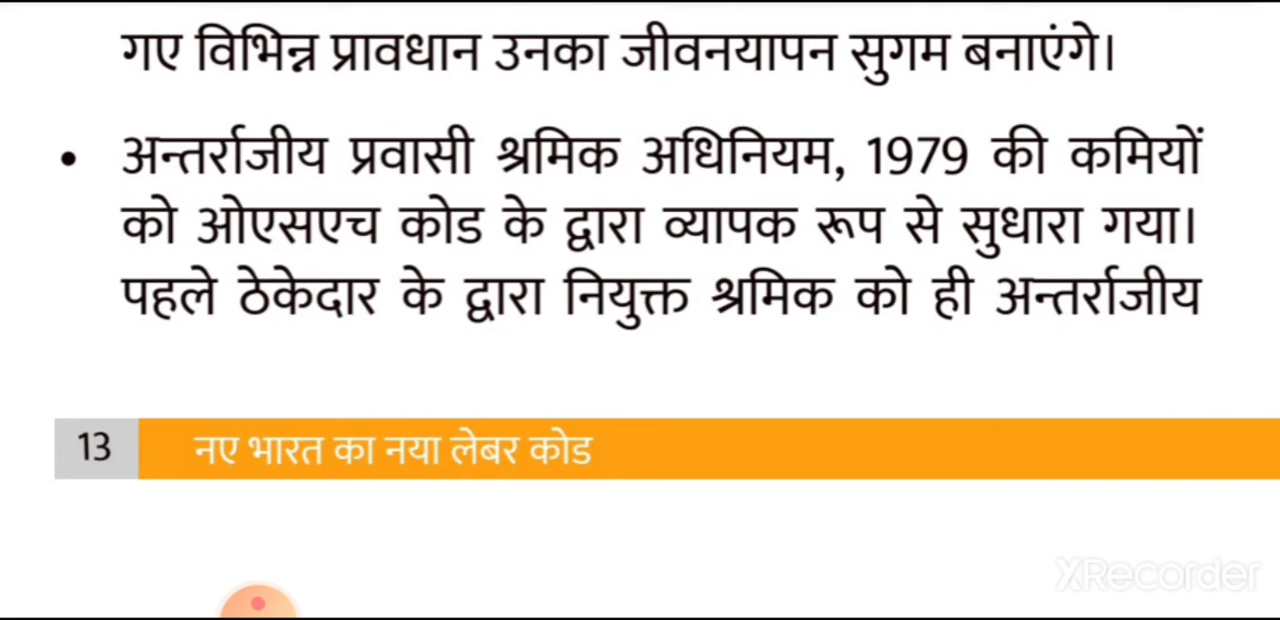 गए विभिन्न प्रावधान उनका जीवनयापन सुगम बनाएंगे।
• अन्तर्राजीय प्रवासी श्रमिक अधिनियम, 1979 की कमियों
को ओएसएच कोड के द्वारा व्यापक रूप से सुधारा गया।
पहले ठेकेदार के द्वारा नियुक्त श्रमिक को ही अन्तर्राजीय
13 नए भारत का नया लेबर कोड
XRecorder